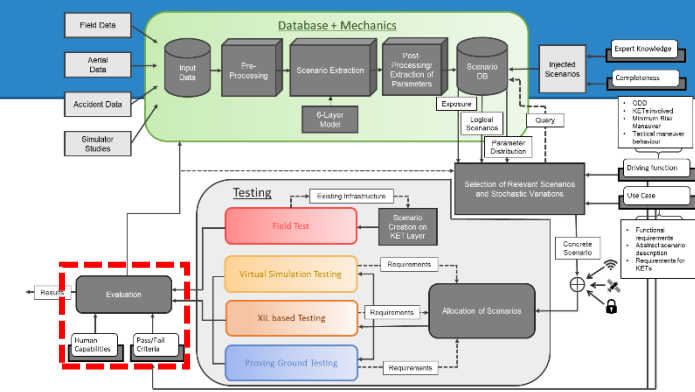 Database + Mechanics
Field Data
Aerial
Data
Accident Data
Simulator
Studies
Input
Data
Pre-
Processing
Scenario Extraction
Post-
Processing/
Extraction of
Parameters
Scenario
DB
6-Layer
Model
Injected
Scenarios
Expert Knowledge
Completeness
Exposure
Logical
Scenarios
Parameter
Distribution
Query
• ODD
• KETs involved
• Minimum Risk
Maneuver
• Tactical maneuver
behaviour
Driving function
Use Case
• Functional
requirements
• Abstract scenario
description
• Requirements for
KETs
Selection of Relevant Scenarios
and Stochastic Variations
Concrete
Scenario
Testing
Existing Infrastructure
Field Test
Scenario
Creation on
KET Layer
Virtual Simulation Testing
Requirements
XiL based Testing
Requirements
Proving Ground Testing
Requirements
Allocation of Scenarios
Results
Evaluation
Human
Capabilities
Pass/Fail
Criteria